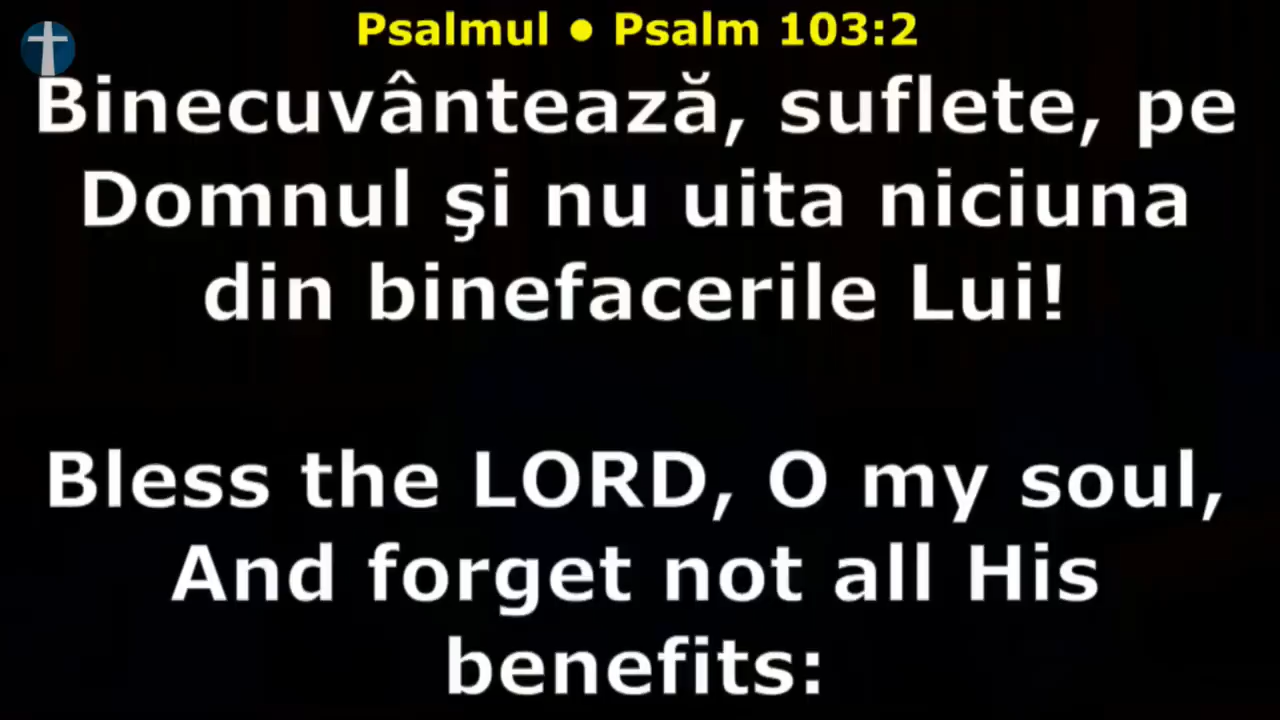 Psalmul • Psalm 103:2
Binecuvântează, suflete, pe
Domnul şi nu uita niciuna
din binefacerile Lui!
Bless the LORD, O my soul,
And forget not all His
benefits: